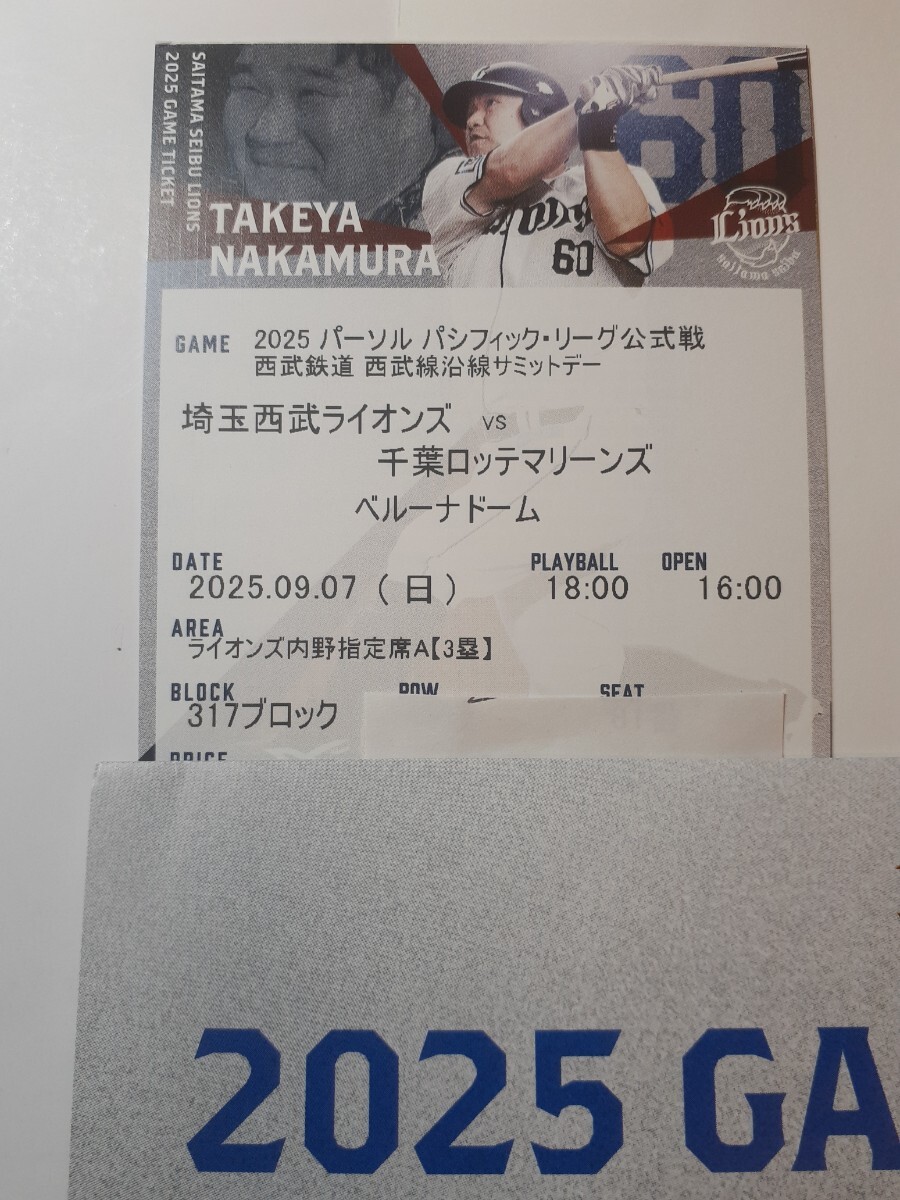 SAITAMA SEIBU LIONS
2025 GAME TICKET
60
TAKEYA
NAKAMURA
60
Lions
saitama seibu
GAME 2025 パーソル パシフィック・リーグ公式戦
西武鉄道 西武線沿線サミットデー
埼玉西武ライオンズ vs
千葉ロッテマリーンズ
ベルーナドーム
DATE PLAYBALL OPEN
2025.09.07 (日) 18:00 16:00
AREA
ライオンズ内野指定席A【3塁】
BLOCK ROW SEAT
317ブロック
PRICE
2025 GA